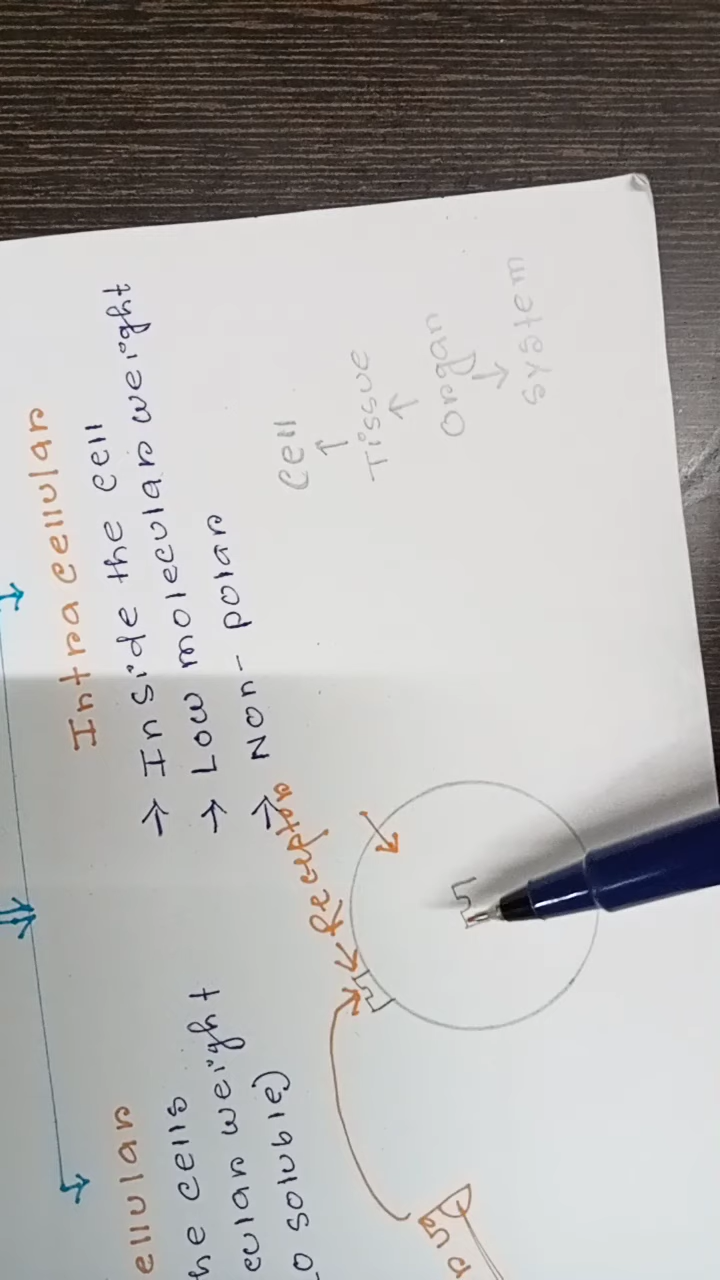 Intracellular
→ Inside the cell
→ Low molecular weight
→ Non-polar
Cell
↓
Tissue
↓
Organ
↓
System
ellular
he cells
cular weight
soluble)
Receptor